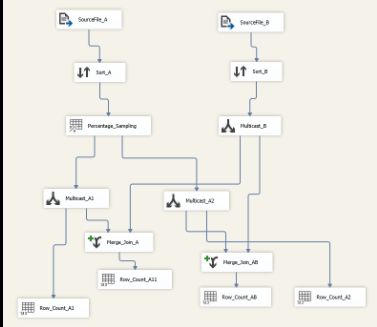 SourceFile_A
SourceFile_B
Sort_A
Sort_B
Percentage_Sampling
Multicast_B
Multicast_A1
Multicast_A2
Merge_Join_A
Merge_Join_AB
Row_Count_A11
Row_Count_A1
Row_Count_AB
Row_Count_A2